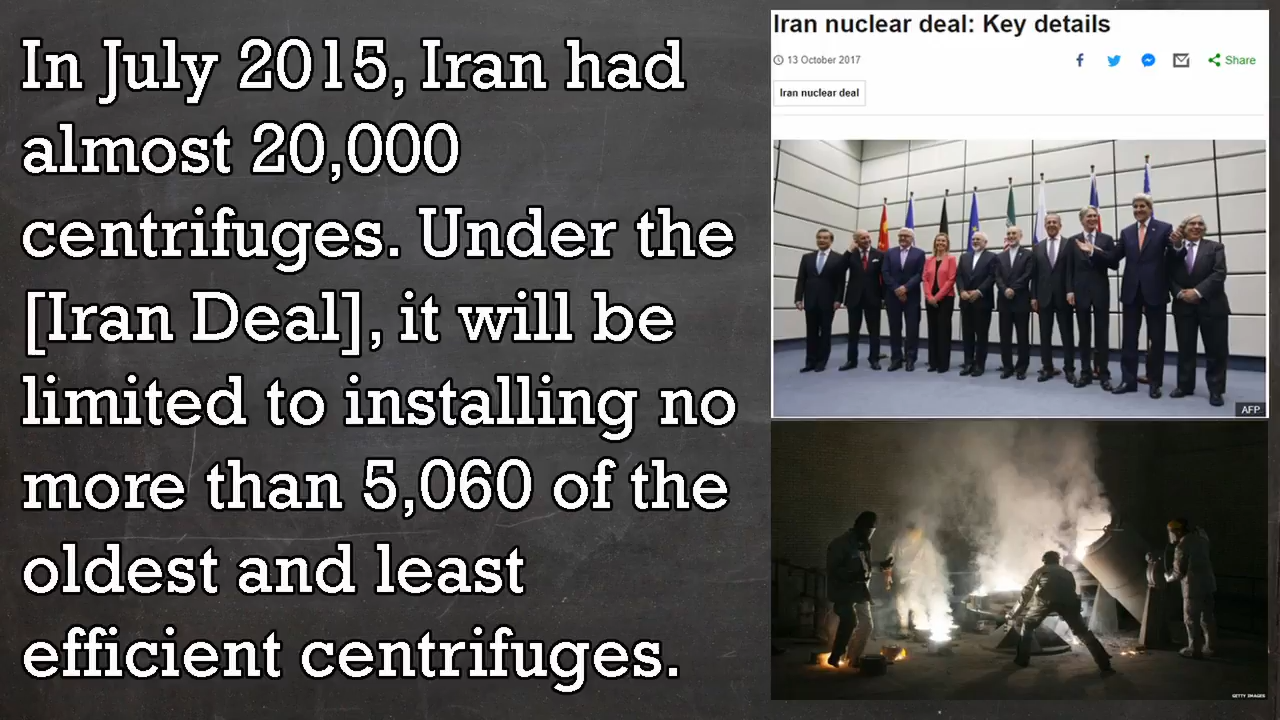 In July 2015, Iran had
almost 20,000
centrifuges. Under the
[Iran Deal], it will be
limited to installing no
more than 5,060 of the
oldest and least
efficient centrifuges.
Iran nuclear deal: Key details
13 October 2017
Share
Iran nuclear deal
AFP
GETTY IMAGES